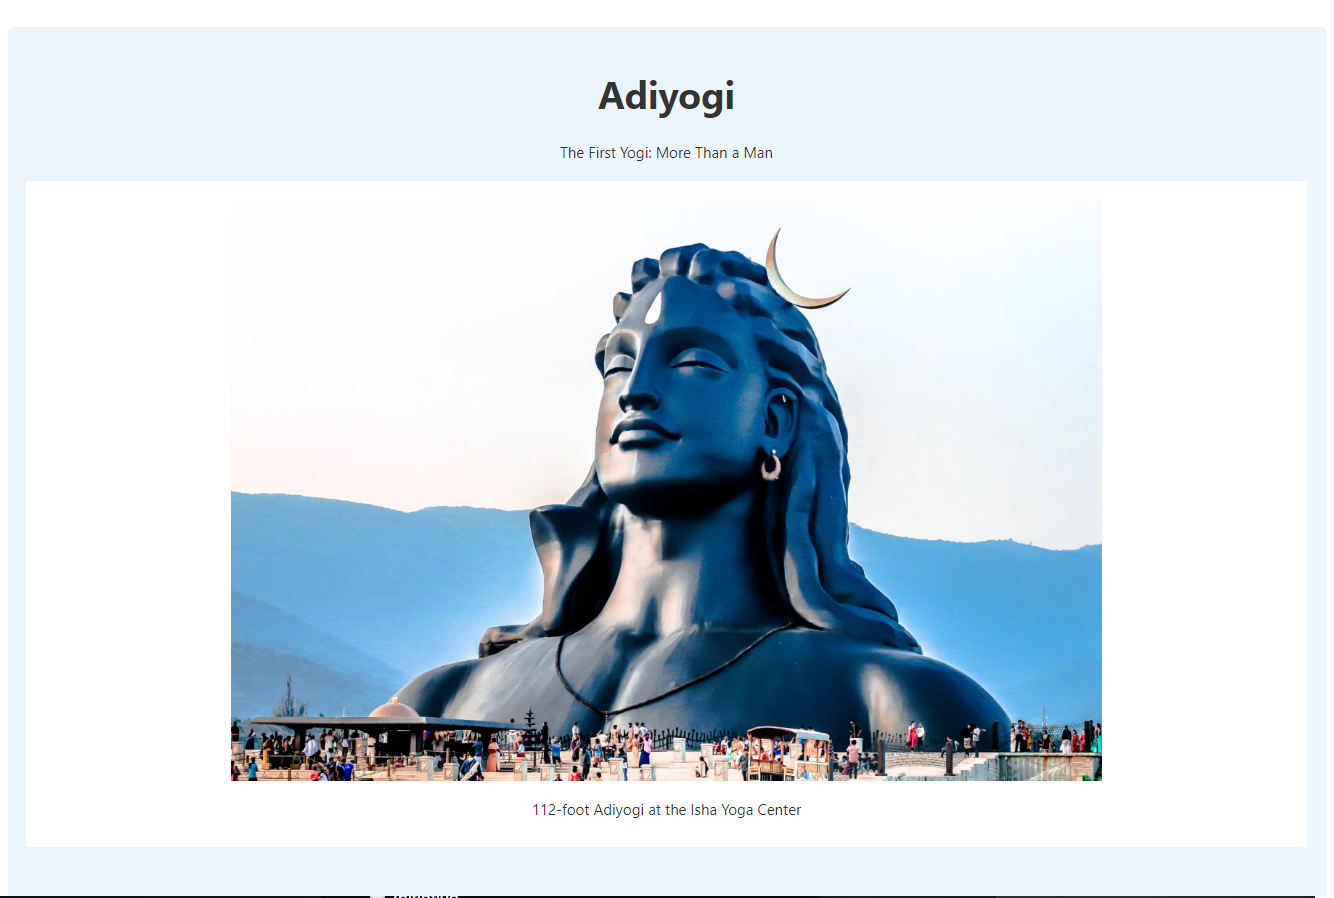 Adiyogi
The First Yogi: More Than a Man
112-foot Adiyogi at the Isha Yoga Center